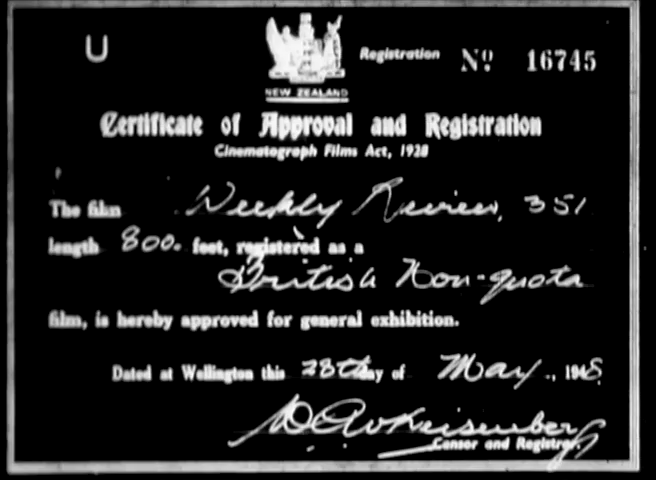 U
Registration Nº 16745
NEW ZEALAND
Certificate of Approval and Registration
Cinematograph Films Act, 1928
The film Weekly Review, 351
length 800. feet, registered as a
British Non-quota
film, is hereby approved for general exhibition.
Dated at Wellington this 28th day of May., 1948
Censor and Registrar.